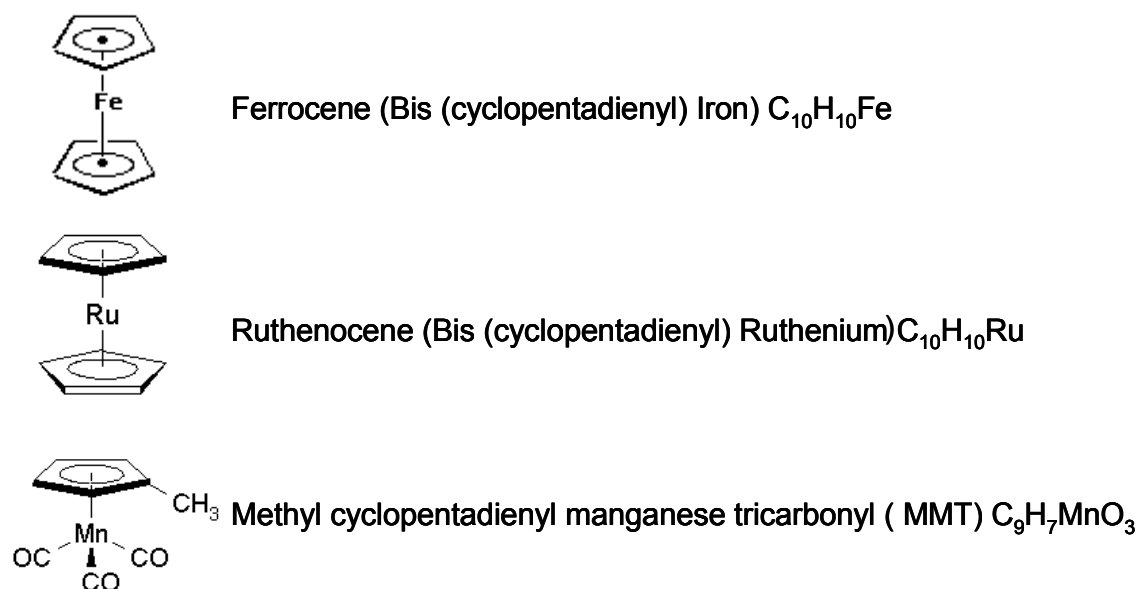 Fe
Ferrocene (Bis (cyclopentadienyl) Iron) C₁₀H₁₀Fe
Ru
Ruthenocene (Bis (cyclopentadienyl) Ruthenium) C₁₀H₁₀Ru
CH₃
Methyl cyclopentadienyl manganese tricarbonyl ( MMT) C₉H₇MnO₃
Mn
OC CO
CO